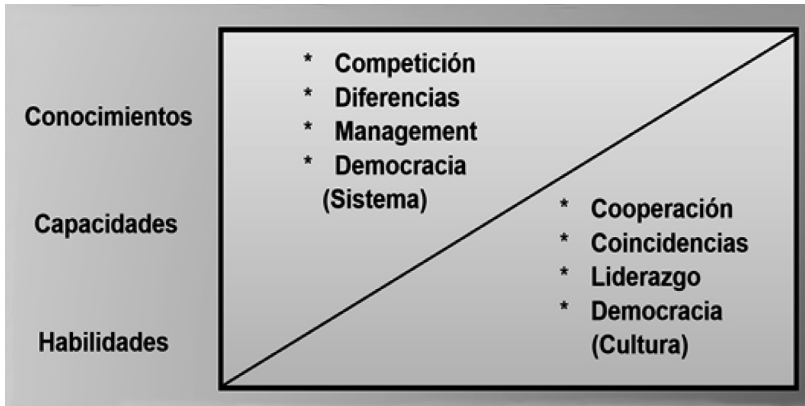 Conocimientos
Capacidades
Habilidades
* Competición
* Diferencias
* Management
* Democracia
(Sistema)
* Cooperación
* Coincidencias
* Liderazgo
* Democracia
(Cultura)